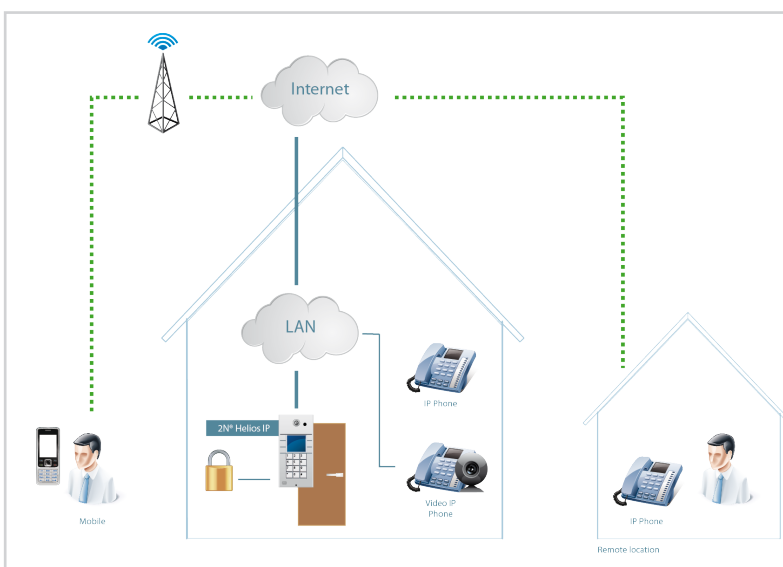 Internet
LAN
IP Phone
2N® Helios IP
Video IP
Phone
Mobile
IP Phone
Remote location